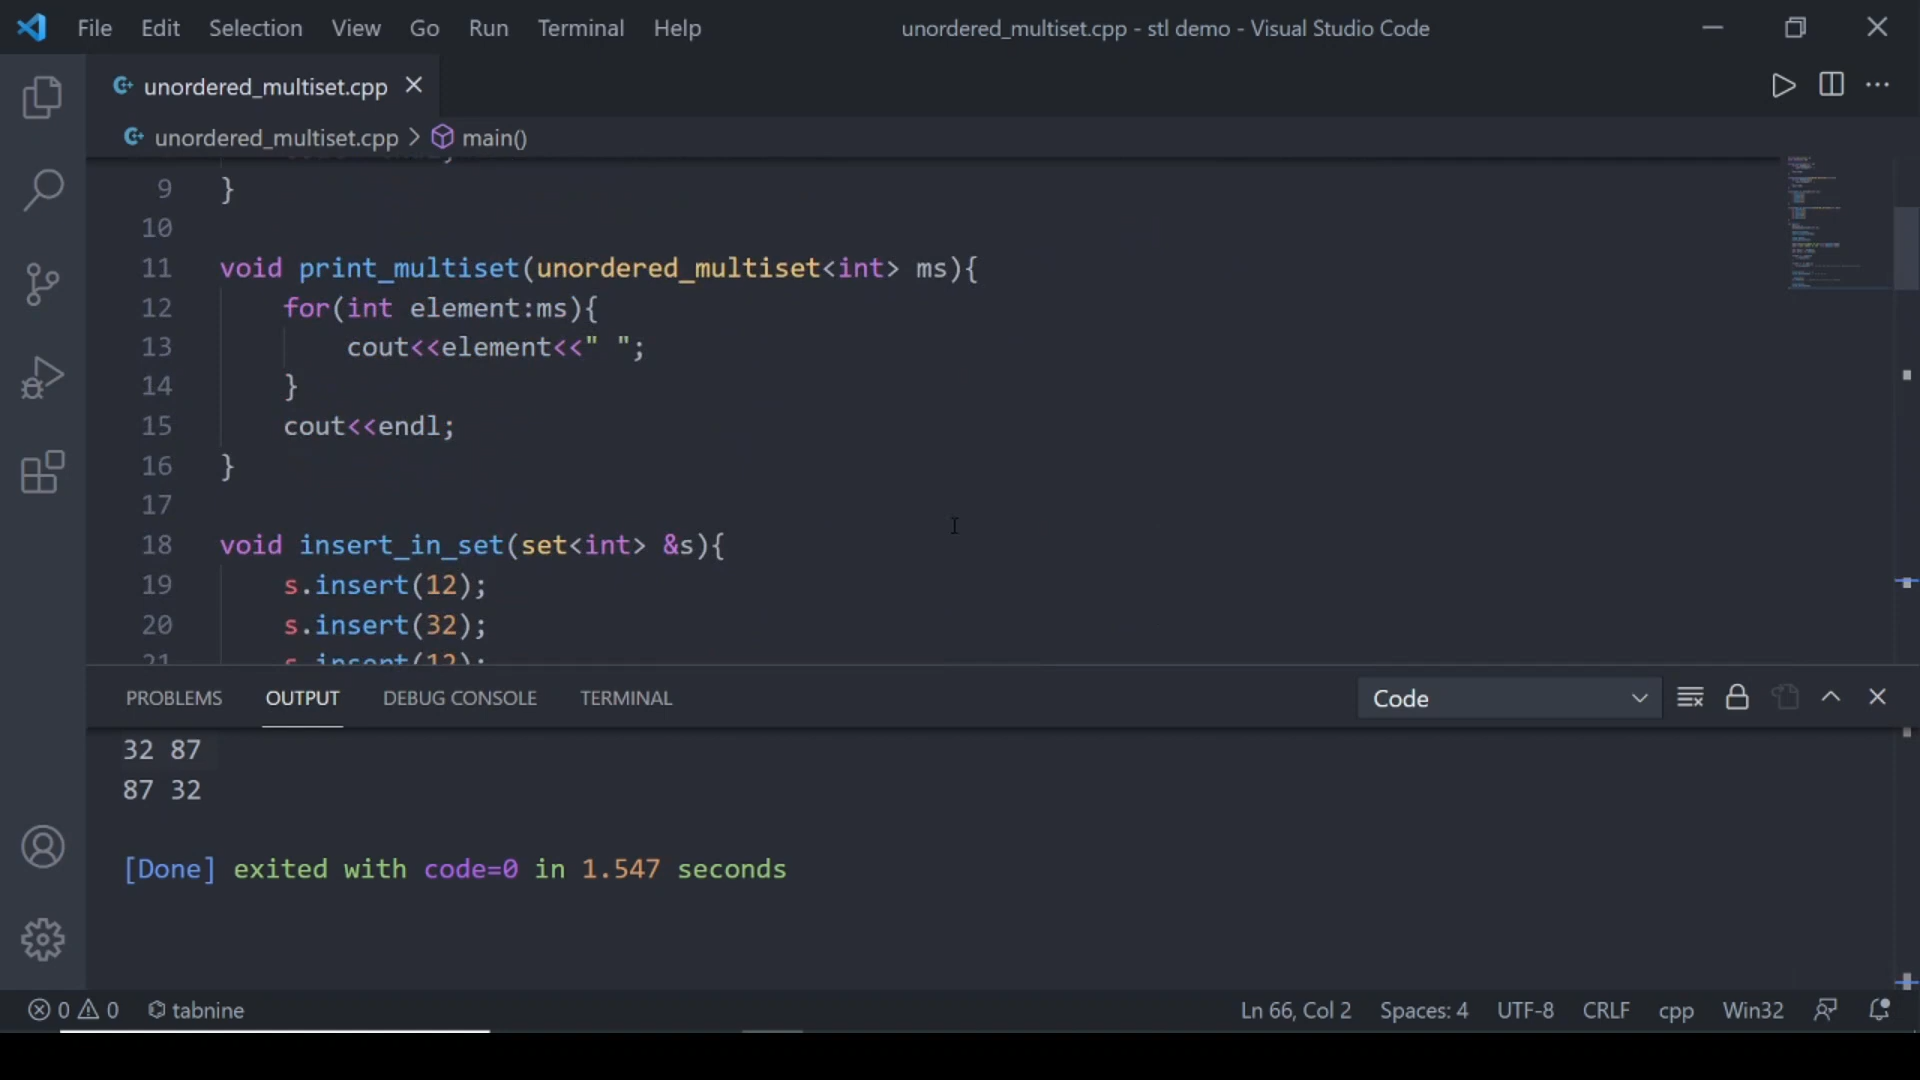 File Edit Selection View Go Run Terminal Help unordered_multiset.cpp - stl demo - Visual Studio Code
unordered_multiset.cpp
unordered_multiset.cpp > main()
9 }
10
11 void print_multiset(unordered_multiset<int> ms){
12 for(int element:ms){
13 cout<<element<<" ";
14 }
15 cout<<endl;
16 }
17
18 void insert_in_set(set<int> &s){
19 s.insert(12);
20 s.insert(32);
21 s.insert(12);
PROBLEMS OUTPUT DEBUG CONSOLE TERMINAL Code
32 87
87 32
[Done] exited with code=0 in 1.547 seconds
0 0 tabnine Ln 66, Col 2 Spaces: 4 UTF-8 CRLF cpp Win32